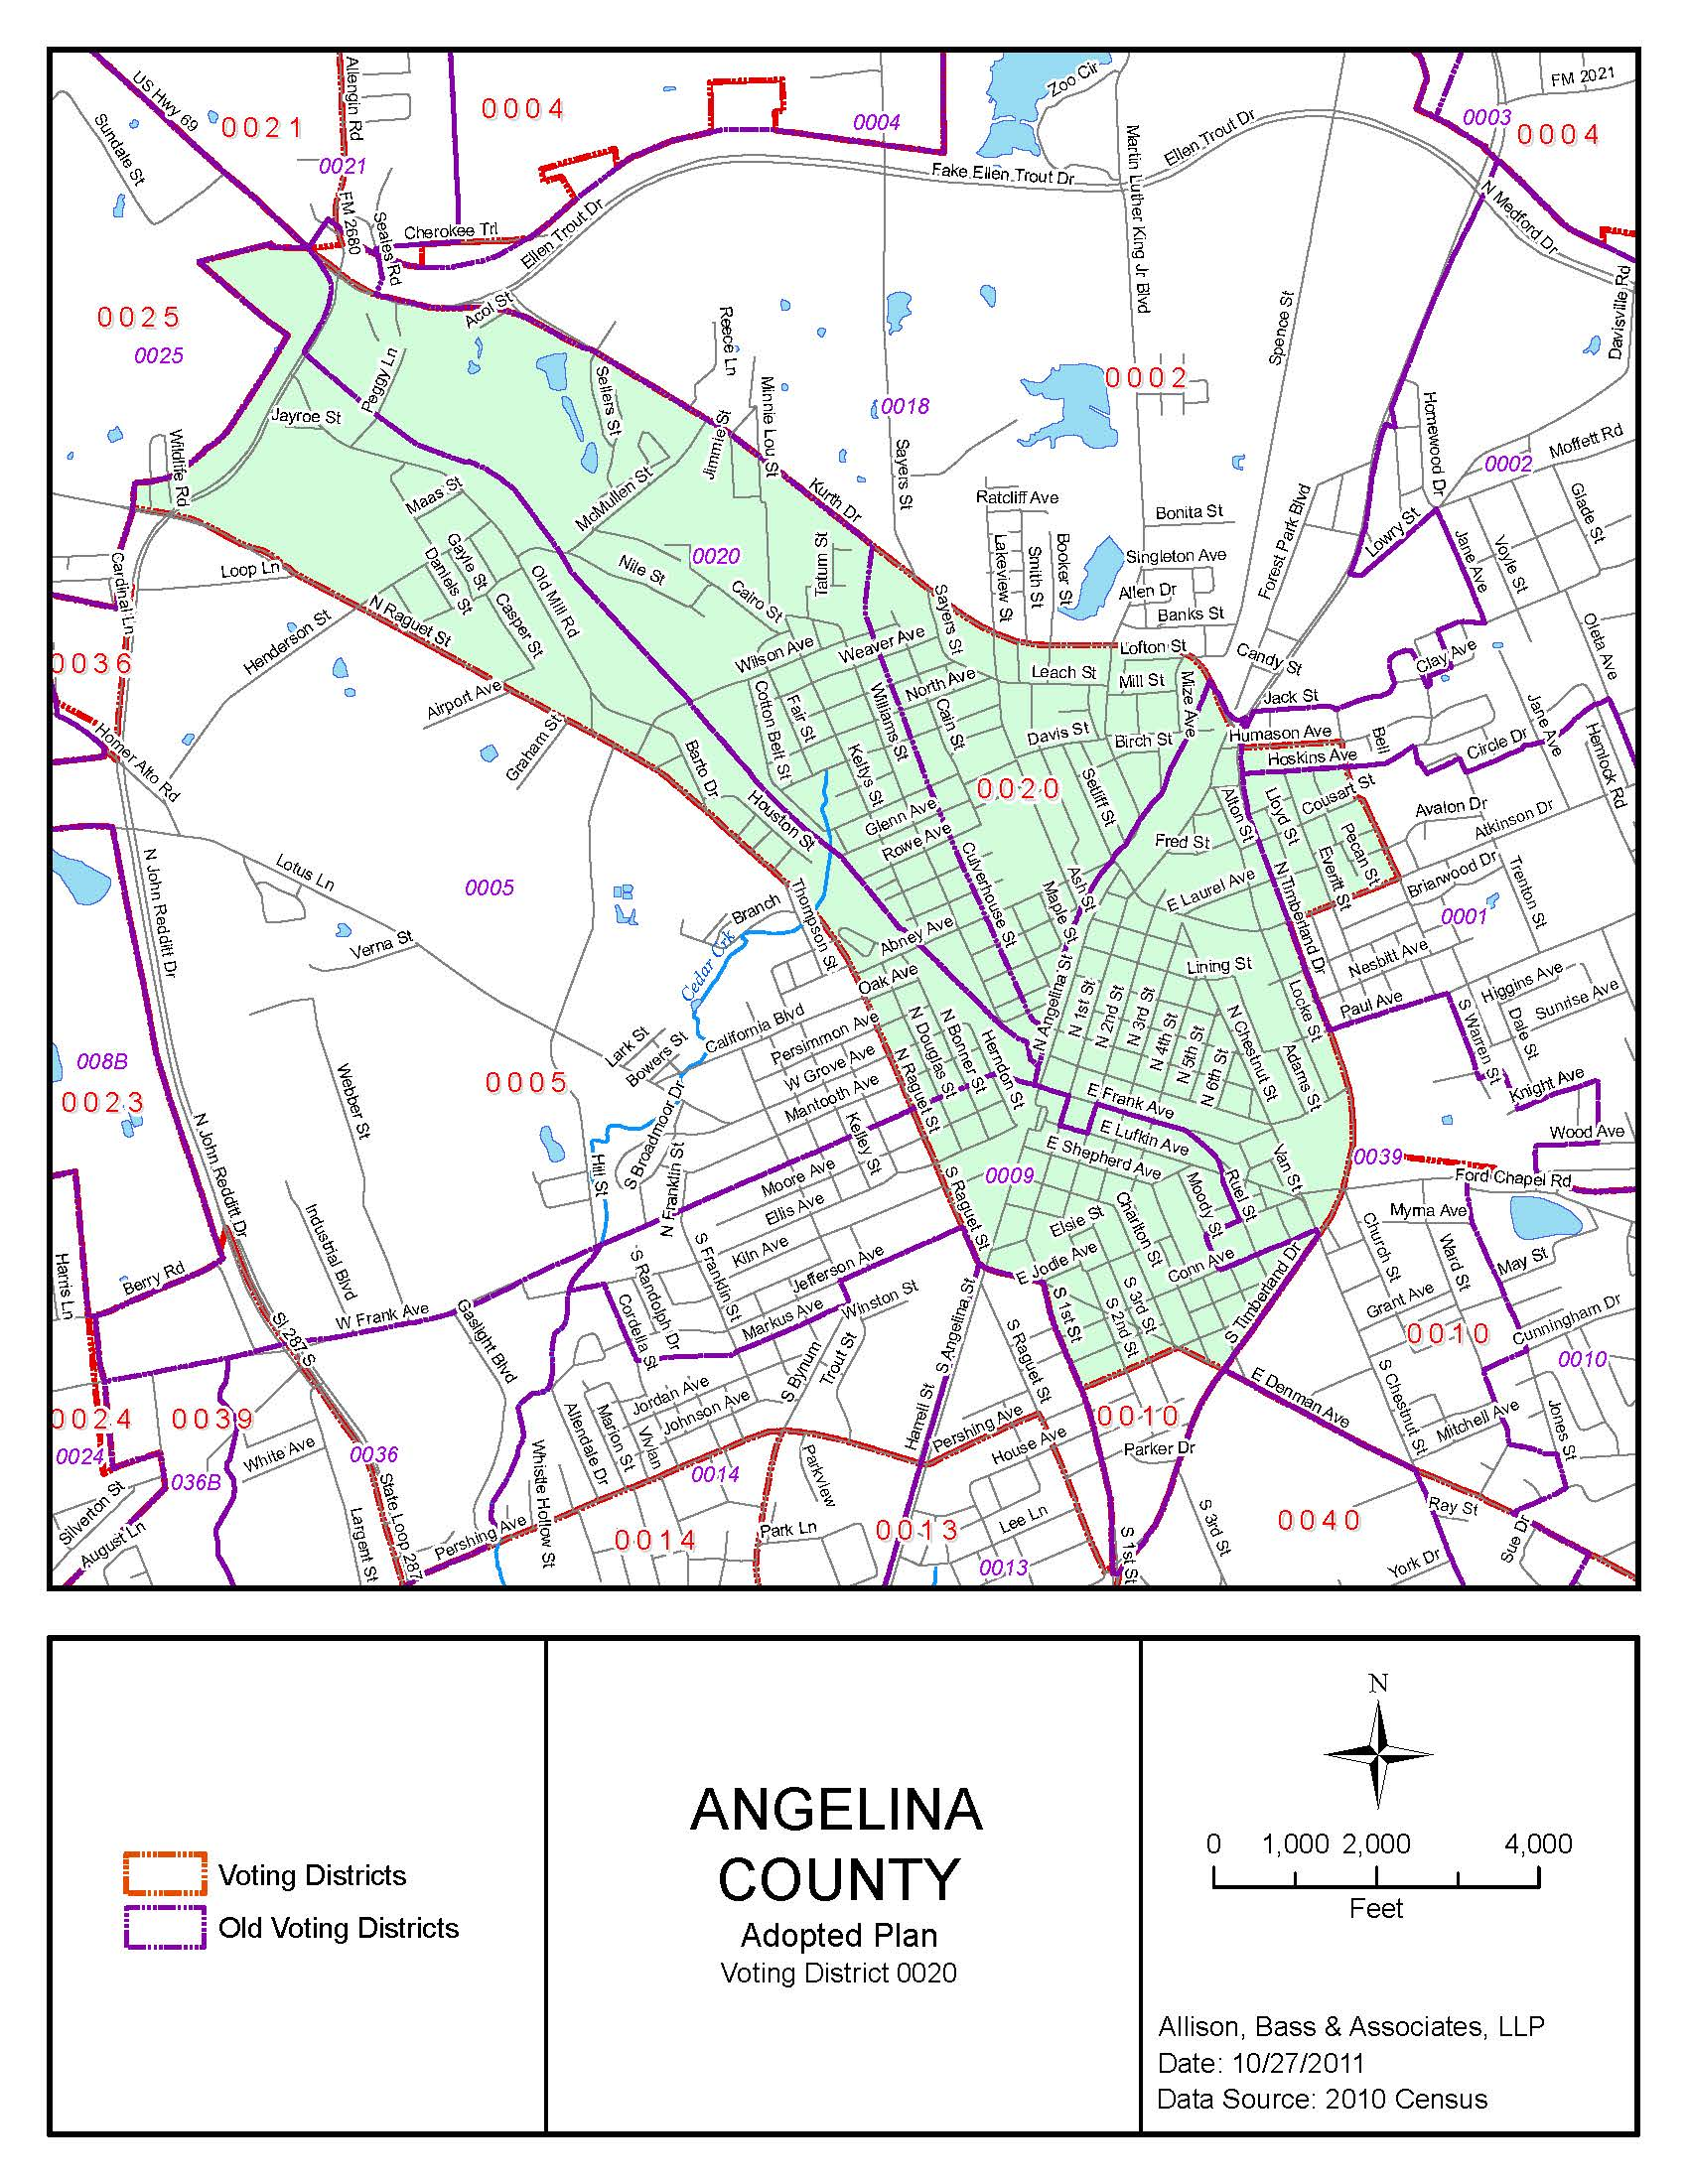 US Hwy 69
Sundale St
0021
Allengin Rd
0021
FM 2680
Seales Rd
0004
Cherokee Trl
Ellen Trout Dr
0004
Fake Ellen Trout Dr
Zoo Cir
Martin Luther King Jr Blvd
Ellen Trout Dr
FM 2021
0003
0004
N Medford Dr
Davisville Rd
0025
0025
Acol St
Peggy Ln
Jayroe St
Wildlife Rd
Sellers St
Reece Ln
Jimmie St
Minnie Lou St
McMullen St
Kurth Dr
0018
Sayers St
Spence St
0002
Homewood Dr
Moffett Rd
0002
Glade St
Ratcliff Ave
Lakeview St
Smith St
Booker St
Bonita St
Singleton Ave
Allen Dr
Banks St
Forest Park Blvd
Lowry St
Jane Ave
Voyle St
Oleta Ave
Maas St
Gayle St
Daniels St
Casper St
Old Mill Rd
Nile St
0020
Cairo St
Tatum St
Cardinal Ln
Loop Ln
N Raguet St
Henderson St
0036
Airport Ave
Graham St
Homer Alto Rd
Wilson Ave
Weaver Ave
Sayers St
North Ave
Cotton Belt St
Fair St
Williams St
Cain St
Keltys St
Leach St
Lofton St
Mill St
Mize Ave
Candy St
Jack St
Clay Ave
Davis St
Birch St
Humason Ave
Hoskins Ave
Bell
Circle Dr
Jane Ave
Hemlock Rd
Berto Dr
Houston St
Glenn Ave
Rowe Ave
0020
Setliff St
Fred St
Alton St
Lloyd St
Cousart St
Pecan St
Everitt St
Avalon Dr
Atkinson Dr
Briarwood Dr
Trenton St
0001
N John Redditt Dr
Lotus Ln
0005
Verna St
Branch
Cedar Crk
Thompson St
Abney Ave
Oak Ave
Culverhouse St
Maple St
Ash St
E Laurel Ave
N Timberland Dr
Lining St
Nesbitt Ave
Paul Ave
Higgins Ave
Sunrise Ave
S Warren St
Dale St
Knight Ave
Wood Ave
Locke St
N Angelina St
N 1st St
N 2nd St
N 3rd St
N 4th St
N 5th St
N 6th St
N Chestnut St
Adams St
008B
0023
Webber St
N John Redditt Dr
0005
Lark St
Bowers St
California Blvd
Persimmon Ave
W Grove Ave
Mantooth Ave
N Raguet St
N Douglas St
N Bonner St
Herndon St
E Frank Ave
E Lufkin Ave
E Shepherd Ave
Hill St
S Broadmoor Dr
N Franklin St
Kelley St
Moore Ave
Ellis Ave
Kiln Ave
Jefferson Ave
S Raguet St
0009
Elsie St
E Jodie Ave
Charlton St
Moody St
Ruel St
Van St
Conn Ave
0039
Ford Chapel Rd
Myrna Ave
Church St
Ward St
May St
Grant Ave
Cunningham Dr
0010
0010
Industrial Blvd
Harris Ln
Berry Rd
Sl 287 S
W Frank Ave
Gaslight Blvd
S Randolph Dr
Cordelia St
S Franklin St
Markus Ave
Winston St
S Bynum
Trout St
S Angelina St
S Raguet St
S 1st St
S 2nd St
S 3rd St
S Timberland Dr
E Denman Ave
S Chestnut St
Mitchell Ave
Jones St
0024
0024
0039
036B
White Ave
0036
State Loop 287
Silverton St
August Ln
Largent St
Pershing Ave
Whistle Hollow St
Allendale Dr
Marion St
Vivian
Jordan Ave
Johnson Ave
0014
0014
Parkview
Park Ln
Harrell St
Pershing Ave
House Ave
0013
Lee Ln
0013
0010
Parker Dr
S 1st St
S 3rd St
0040
Ray St
York Dr
Sue Dr
Voting Districts
Old Voting Districts
ANGELINA
COUNTY
Adopted Plan
Voting District 0020
N
0 1,000 2,000 4,000
Feet
Allison, Bass & Associates, LLP
Date: 10/27/2011
Data Source: 2010 Census